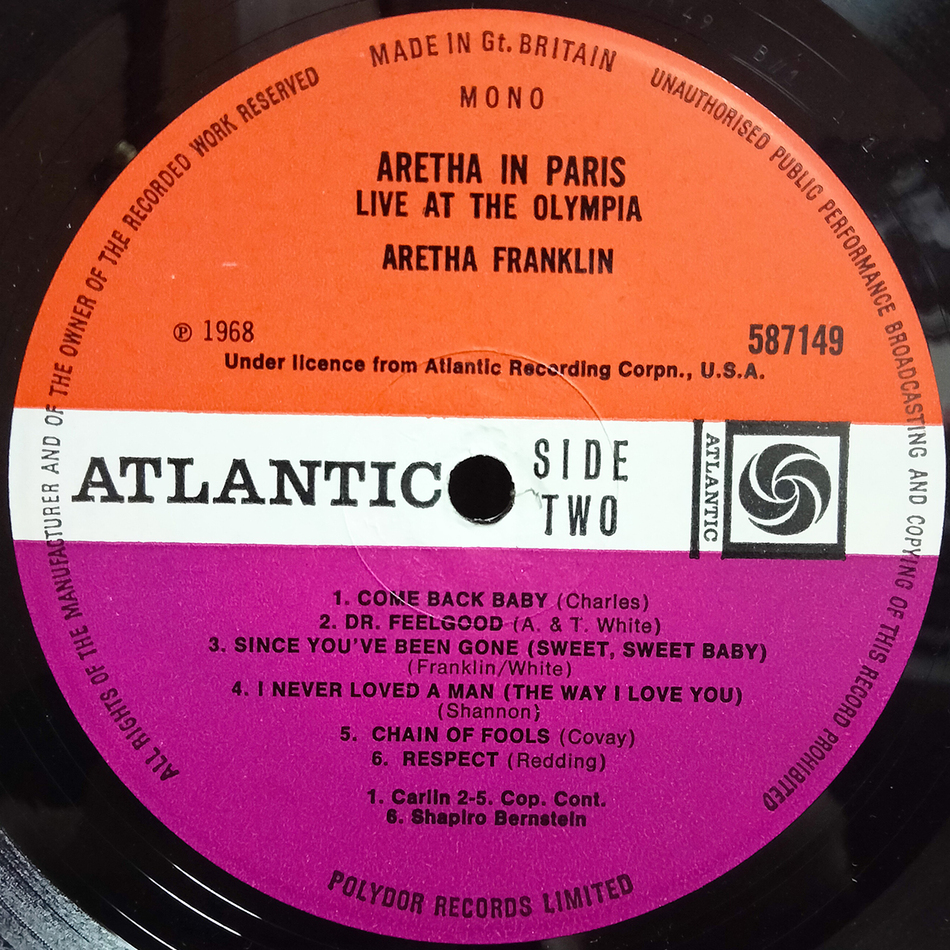 MADE IN Gt. BRITAIN
MONO
ARETHA IN PARIS
LIVE AT THE OLYMPIA
ARETHA FRANKLIN
℗ 1968
587149
Under licence from Atlantic Recording Corpn., U.S.A.
ATLANTIC
SIDE
TWO
ATLANTIC
1. COME BACK BABY (Charles)
2. DR. FEELGOOD (A. & T. White)
3. SINCE YOU'VE BEEN GONE (SWEET, SWEET BABY)
(Franklin/White)
4. I NEVER LOVED A MAN (THE WAY I LOVE YOU)
(Shannon}
5. CHAIN OF FOOLS (Covay)
6. RESPECT (Redding)
1. Carlin 2-5. Cop. Cont.
6. Shapiro Bernstein
POLYDOR RECORDS LIMITED
ALL RIGHTS OF THE MANUFACTURER AND OF THE OWNER OF THE RECORDED WORK RESERVED
UNAUTHORISED PUBLIC PERFORMANCE BROADCASTING AND COPYING OF THIS RECORD PROHIBITED